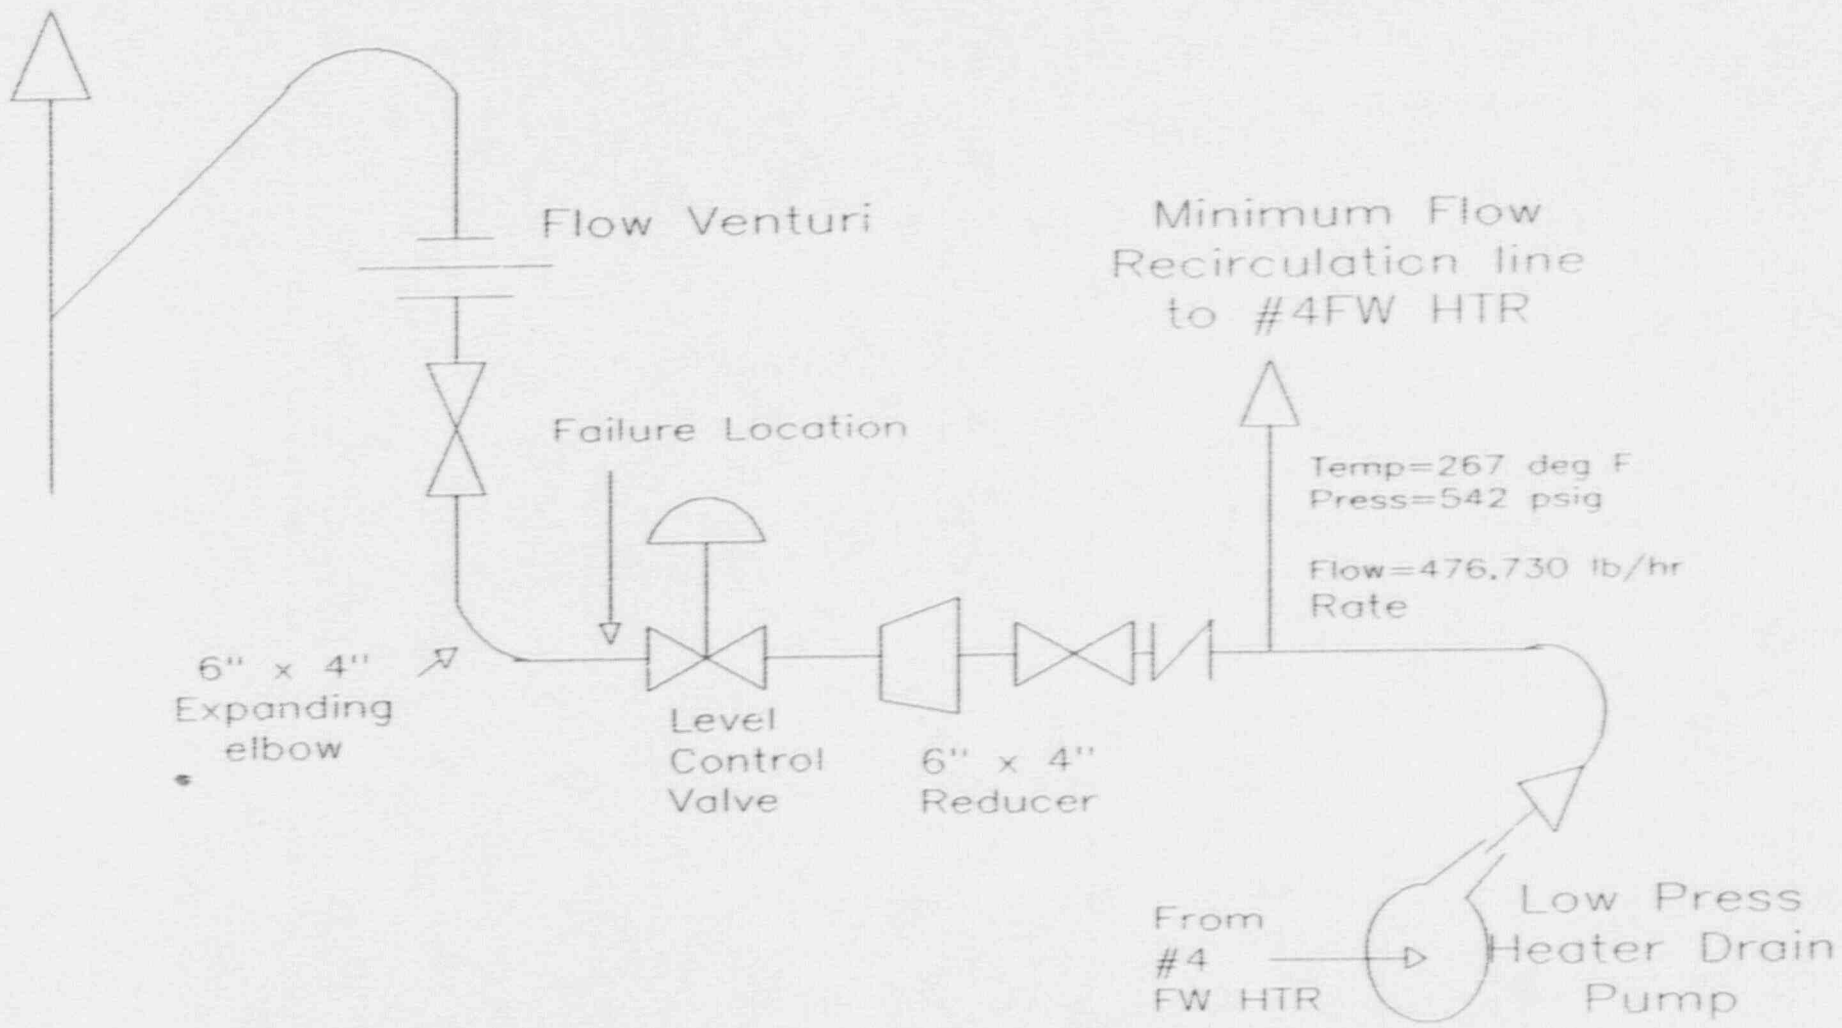 Flow Venturi
Minimum Flow
Recirculation line
to #4FW HTR
Failure Location
Temp=267 deg F
Press=542 psig
Flow=476,730 lb/hr
Rate
6" x 4"
Expanding
elbow
Level
Control
Valve
6" x 4"
Reducer
From
#4
FW HTR
Low Press
Heater Drain
Pump